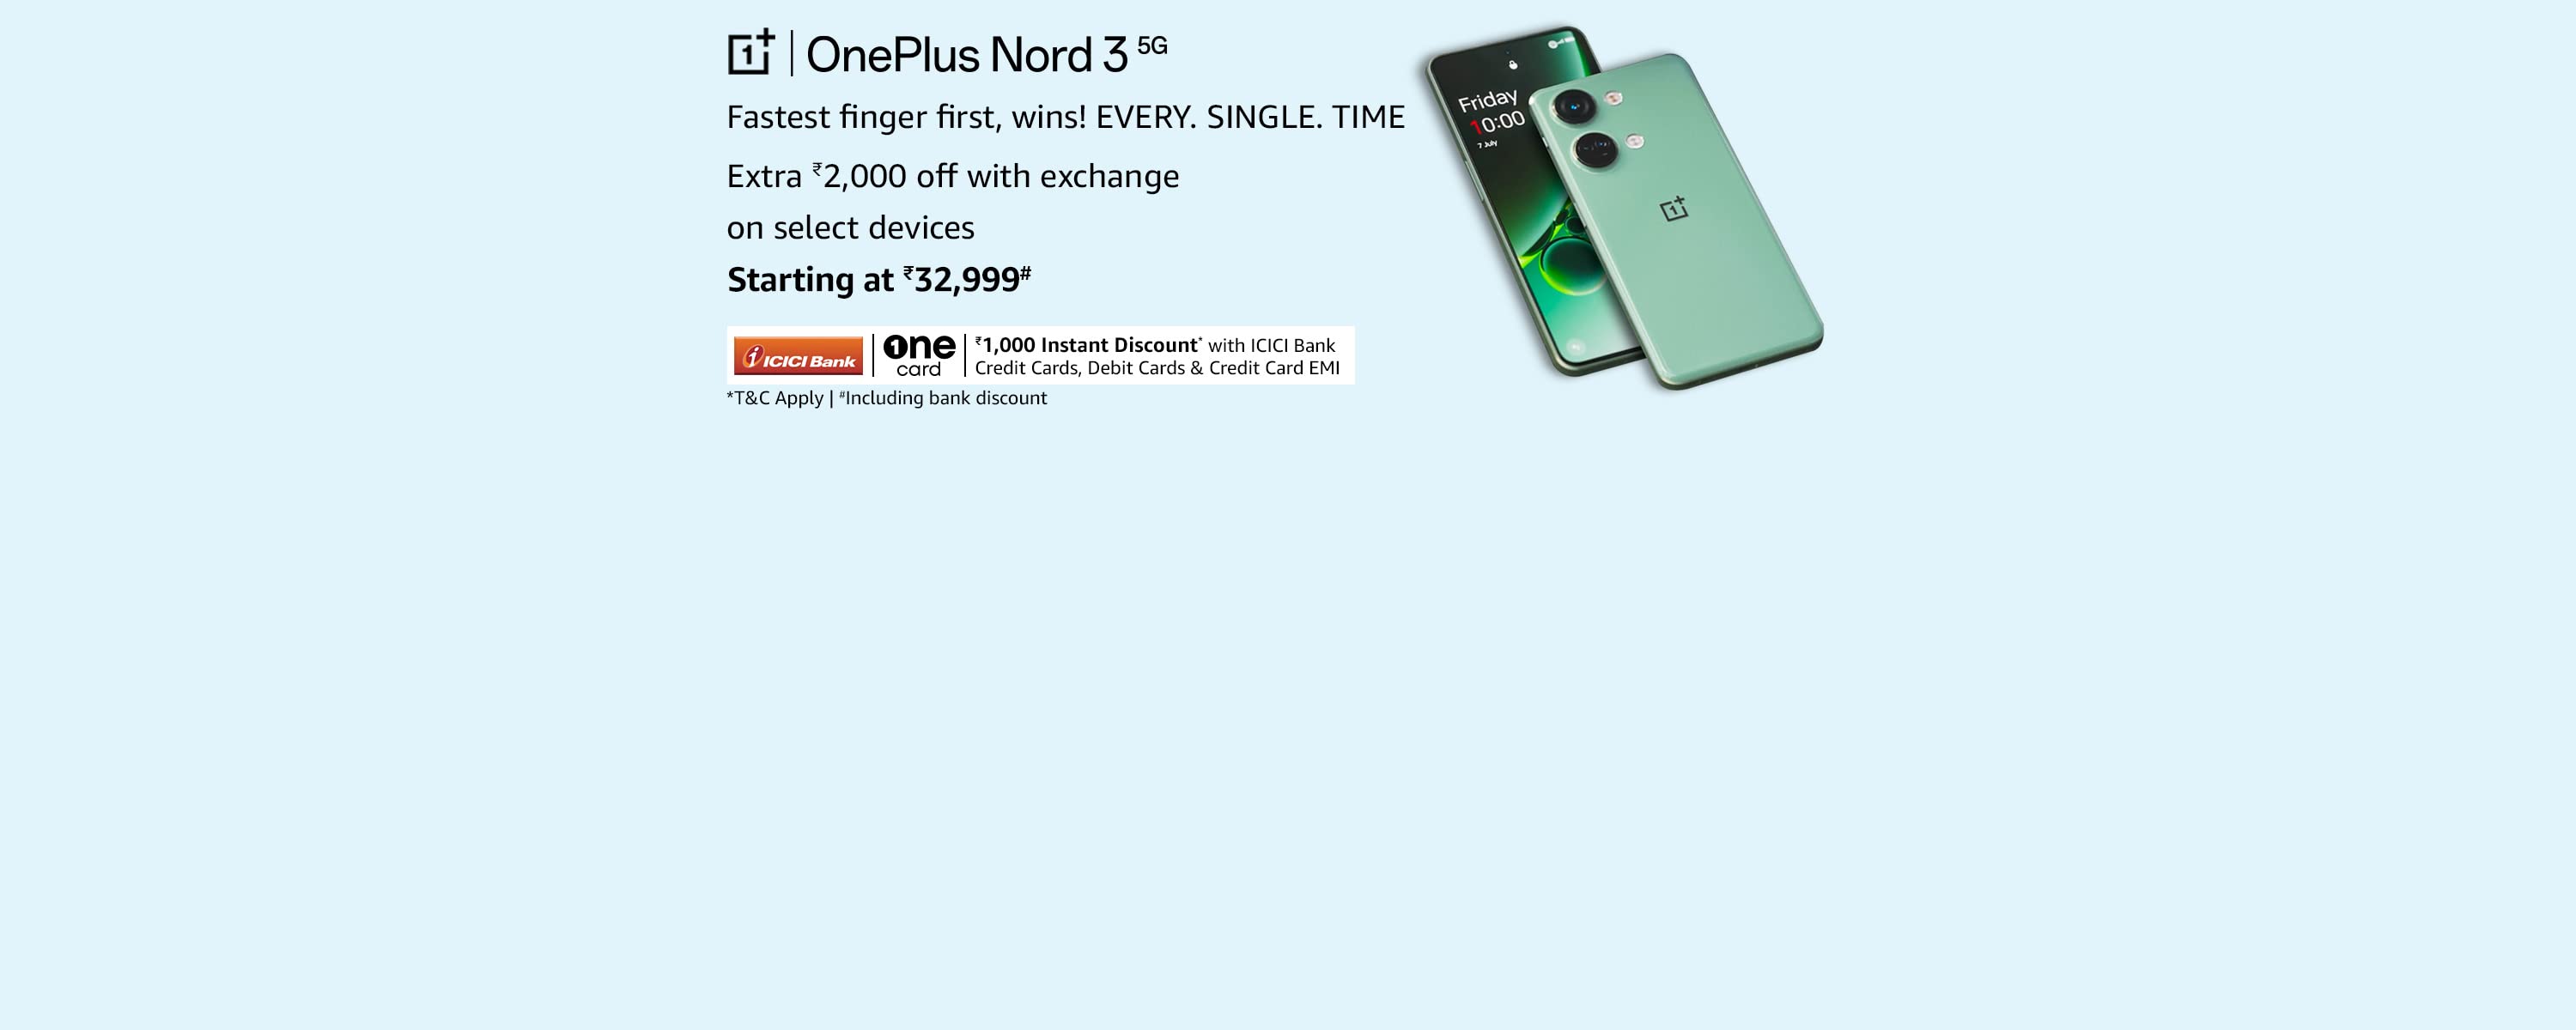 1+ | OnePlus Nord 3 5G
Fastest finger first, wins! EVERY. SINGLE. TIME
Extra ₹2,000 off with exchange
on select devices
Starting at ₹32,999#
i ICICI Bank | One card | ₹1,000 Instant Discount* with ICICI Bank
Credit Cards, Debit Cards & Credit Card EMI
*T&C Apply | #Including bank discount
Friday
10:00
7 July
1+